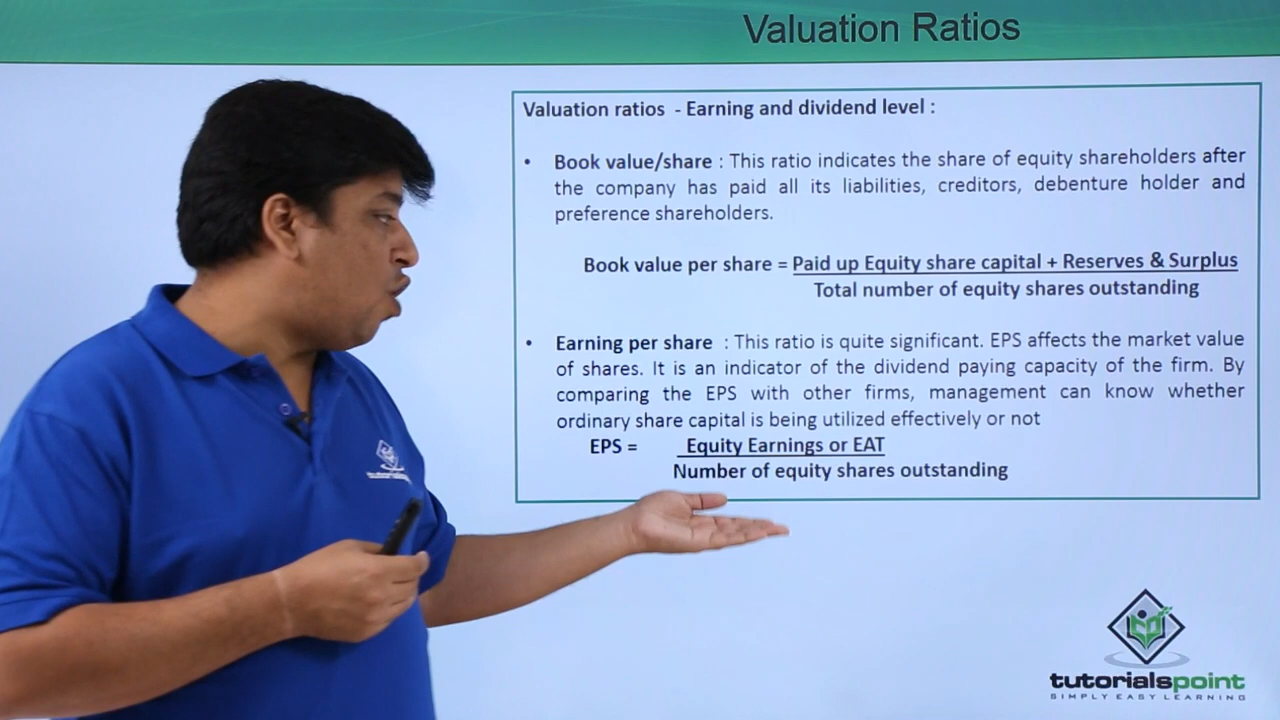 Valuation Ratios
Valuation ratios - Earning and dividend level :
• Book value/share : This ratio indicates the share of equity shareholders after
the company has paid all its liabilities, creditors, debenture holder and
preference shareholders.
Book value per share = Paid up Equity share capital + Reserves & Surplus
Total number of equity shares outstanding
• Earning per share : This ratio is quite significant. EPS affects the market value
of shares. It is an indicator of the dividend paying capacity of the firm. By
comparing the EPS with other firms, management can know whether
ordinary share capital is being utilized effectively or not
EPS = Equity Earnings or EAT
Number of equity shares outstanding
tutorialspoint
SIMPLY EASY LEARNING